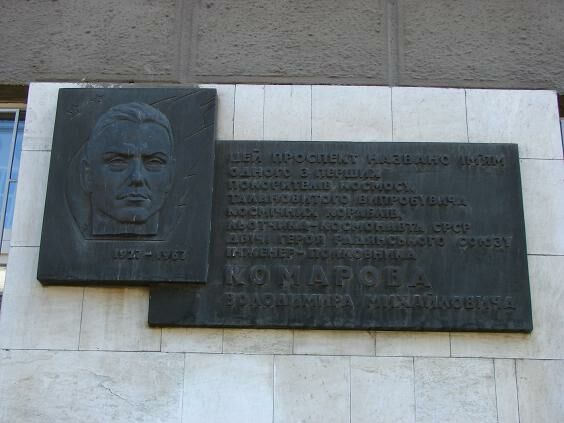 1927-1967
ЦЕЙ ПРОСПЕКТ НАЗВАНО ІМ'ЯМ
ОДНОГО З ПЕРШИХ
ПІДКОРИТЕЛІВ КОСМОСУ,
ТАЛАНОВИТОГО ВИПРОБУВАЧА
КОСМІЧНИХ КОРАБЛІВ,
ЛЬОТЧИКА-КОСМОНАВТА СРСР
ДВІЧІ ГЕРОЯ РАДЯНСЬКОГО СОЮЗУ
ІНЖЕНЕР-ПОЛКОВНИКА
КОМАРОВА
ВОЛОДИМИРА МИХАЙЛОВИЧА